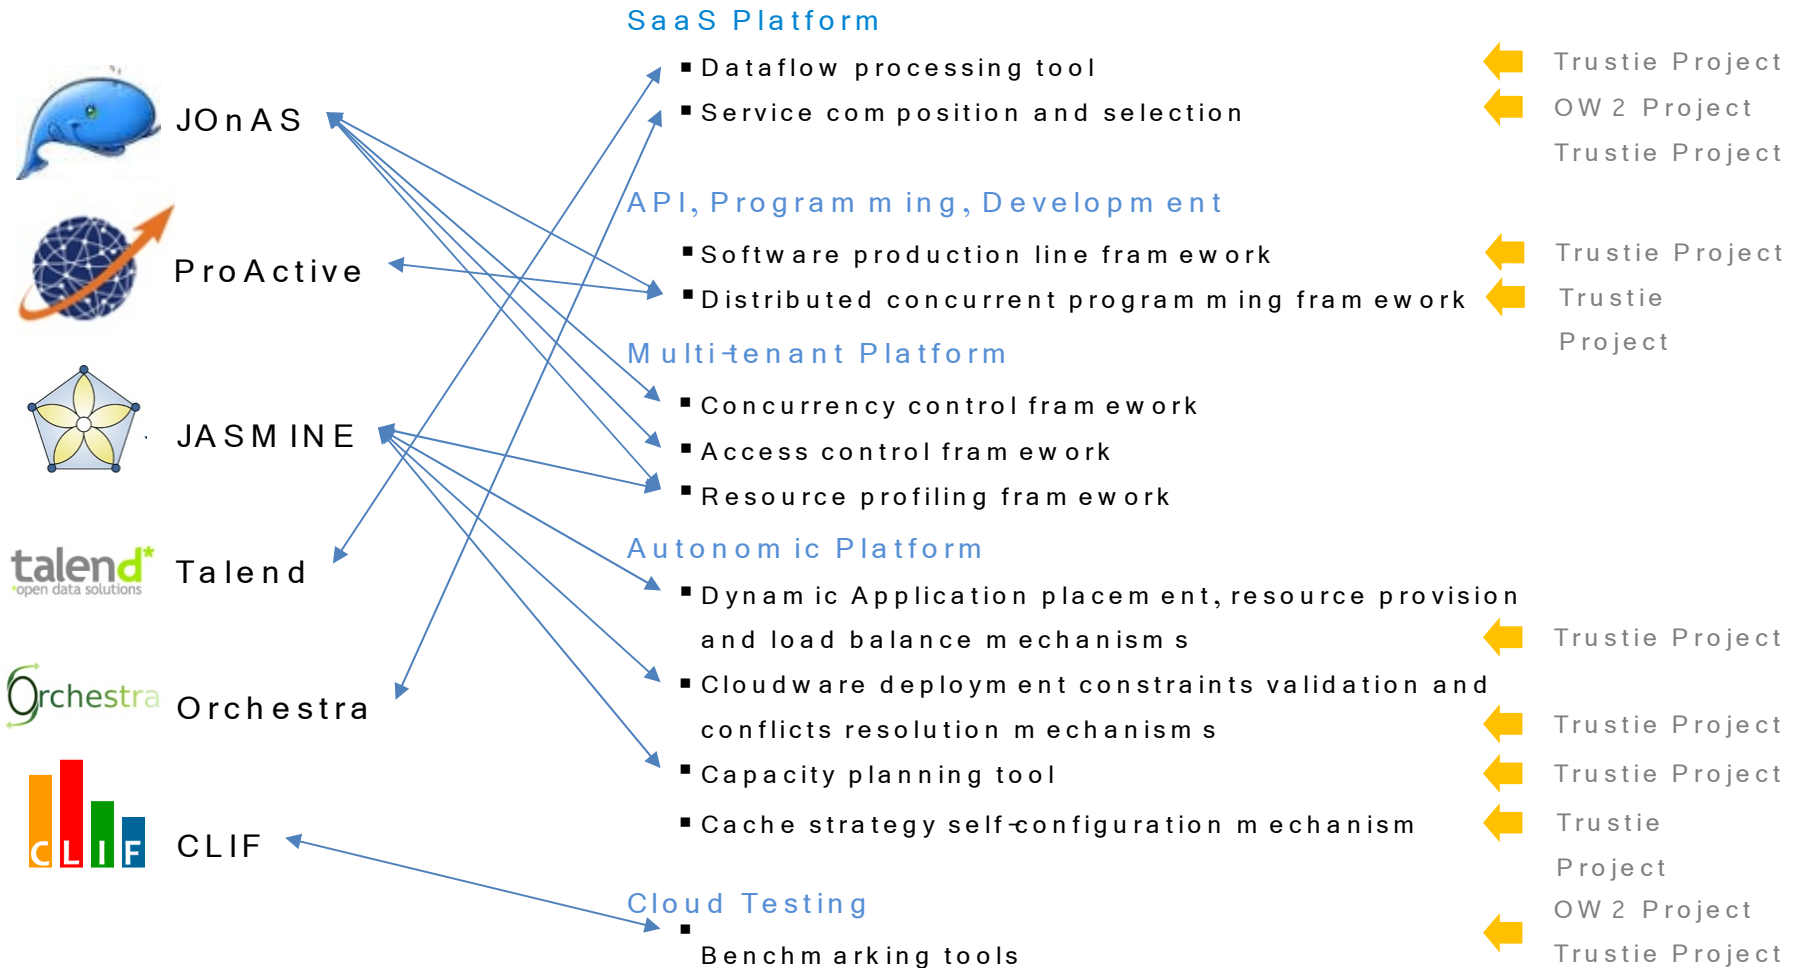 SaaS Platform
Dataflow processing tool
Trustie Project
Service composition and selection
OW2 Project
Trustie Project
JOnAS
API, Programming, Development
Software production line framework
Trustie Project
Distributed concurrent programming framework
Trustie
Project
ProActive
Multi-tenant Platform
Concurrency control framework
Access control framework
Resource profiling framework
JASMINE
Autonomic Platform
Dynamic Application placement, resource provision
and load balance mechanisms
Trustie Project
talend*
*open data solutions
Talend
Cloudware deployment constraints validation and
conflicts resolution mechanisms
Trustie Project
Orchestra
Orchestra
Capacity planning tool
Trustie Project
Cache strategy self-configuration mechanism
Trustie
Project
CLIF
CLIF
Cloud Testing
Benchmarking tools
OW2 Project
Trustie Project